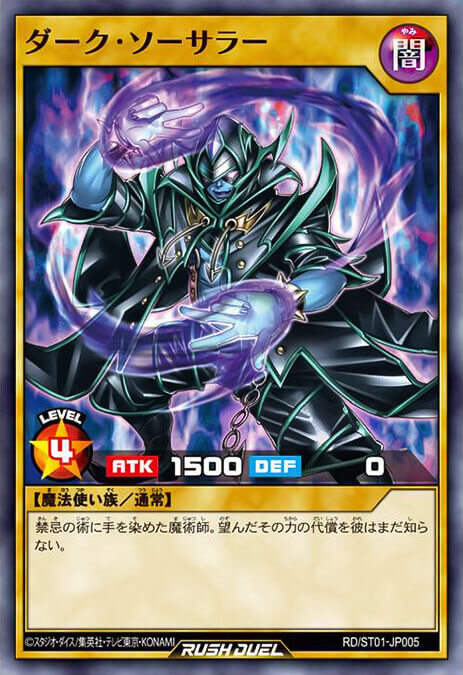 ダーク・ソーサラー
やみ
闇
LEVEL
4
ATK 1500 DEF 0
【魔法使い族／通常】
禁忌の術に手を染めた魔術師。望んだその力の代償を彼はまだ知ら
ない。
©スタジオ・ダイス/集英社・テレビ東京・KONAMI
RUSH DUEL
RD/ST01-JP005